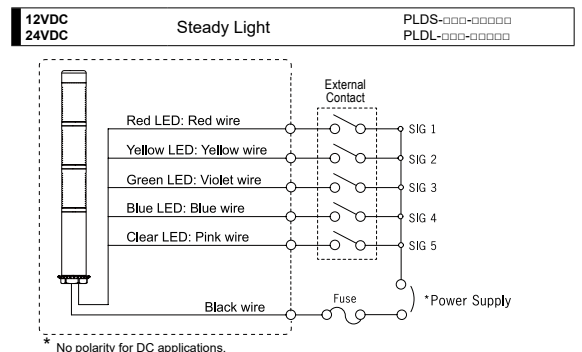 12VDC
24VDC
Steady Light
PLDS-□□□-□□□□□
PLDL-□□□-□□□□□
External
Contact
Red LED: Red wire
SIG 1
Yellow LED: Yellow wire
SIG 2
Green LED: Violet wire
SIG 3
Blue LED: Blue wire
SIG 4
Clear LED: Pink wire
SIG 5
Black wire
Fuse
*Power Supply
* No polarity for DC applications.